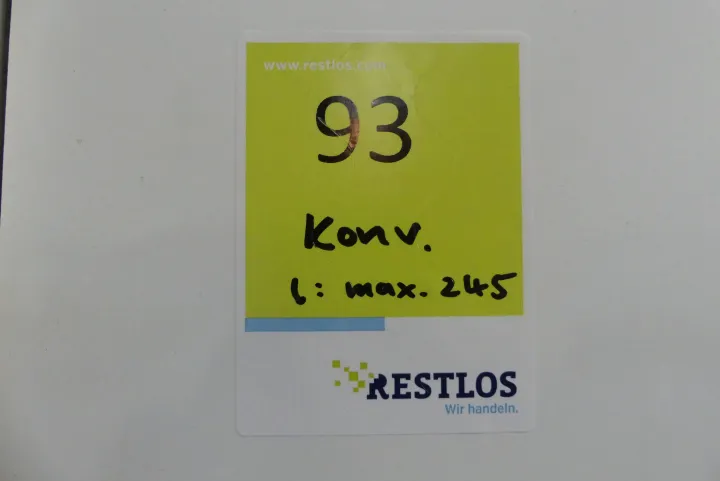 www.restlos.com
93
Konv.
l: max. 245
RESTLOS
Wir handeln.